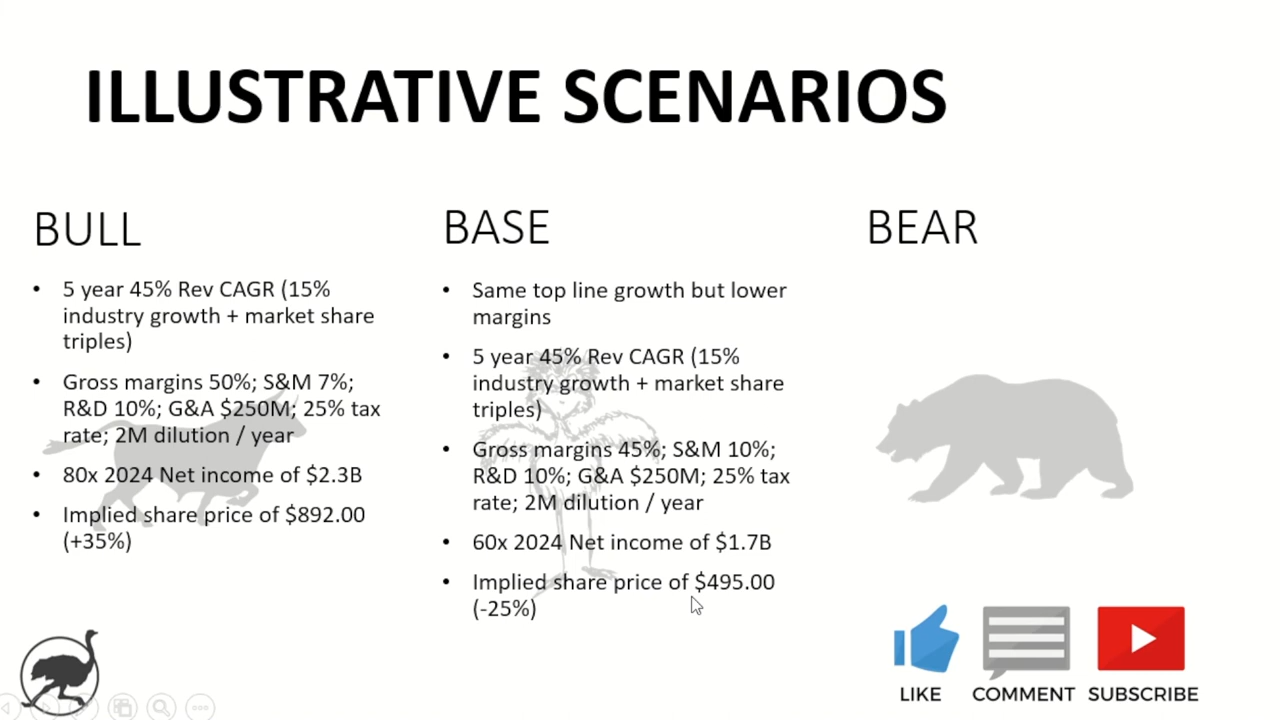 ILLUSTRATIVE SCENARIOS
BULL
• 5 year 45% Rev CAGR (15%
industry growth + market share
triples)
• Gross margins 50%; S&M 7%;
R&D 10%; G&A $250M; 25% tax
rate; 2M dilution / year
• 80x 2024 Net income of $2.3B
• Implied share price of $892.00
(+35%)
BASE
• Same top line growth but lower
margins
• 5 year 45% Rev CAGR (15%
industry growth + market share
triples)
• Gross margins 45%; S&M 10%;
R&D 10%; G&A $250M; 25% tax
rate; 2M dilution / year
• 60x 2024 Net income of $1.7B
• Implied share price of $495.00
(-25%)
BEAR
LIKE COMMENT SUBSCRIBE